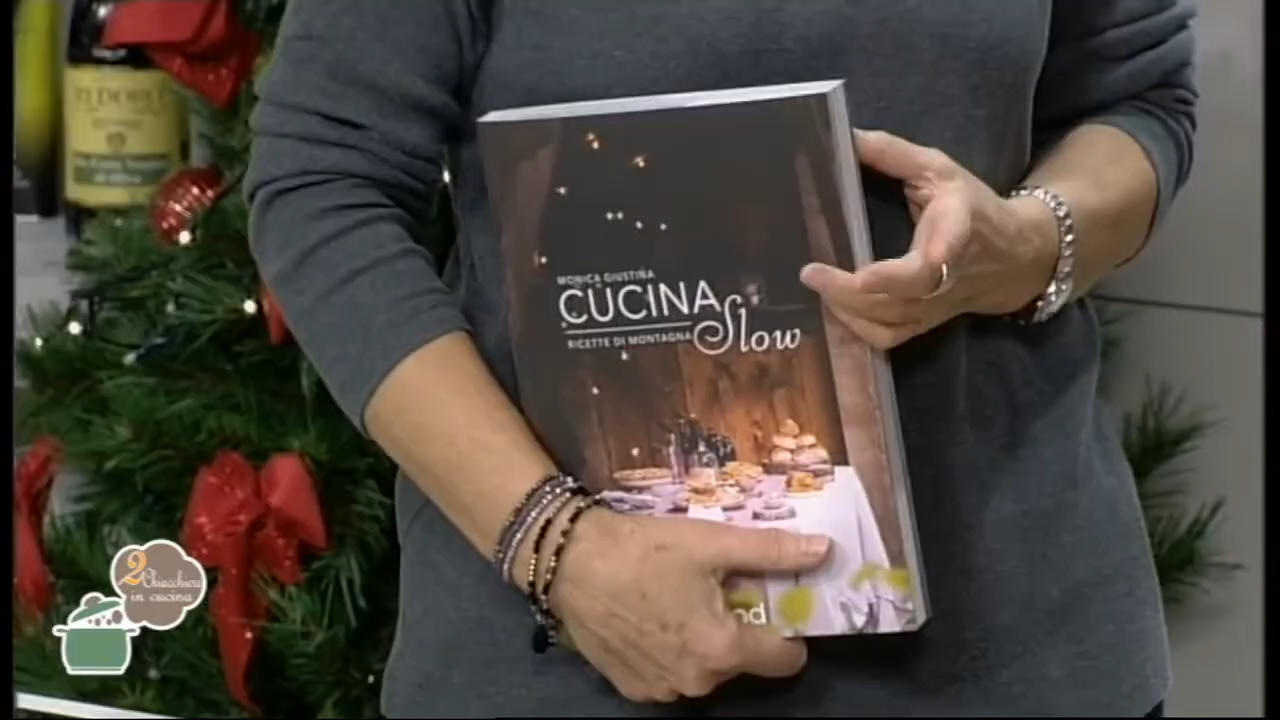 MONICA GIUSTINA
CUCINA
Slow
RICETTE DI MONTAGNA
2
Chiacchiere
in cucina